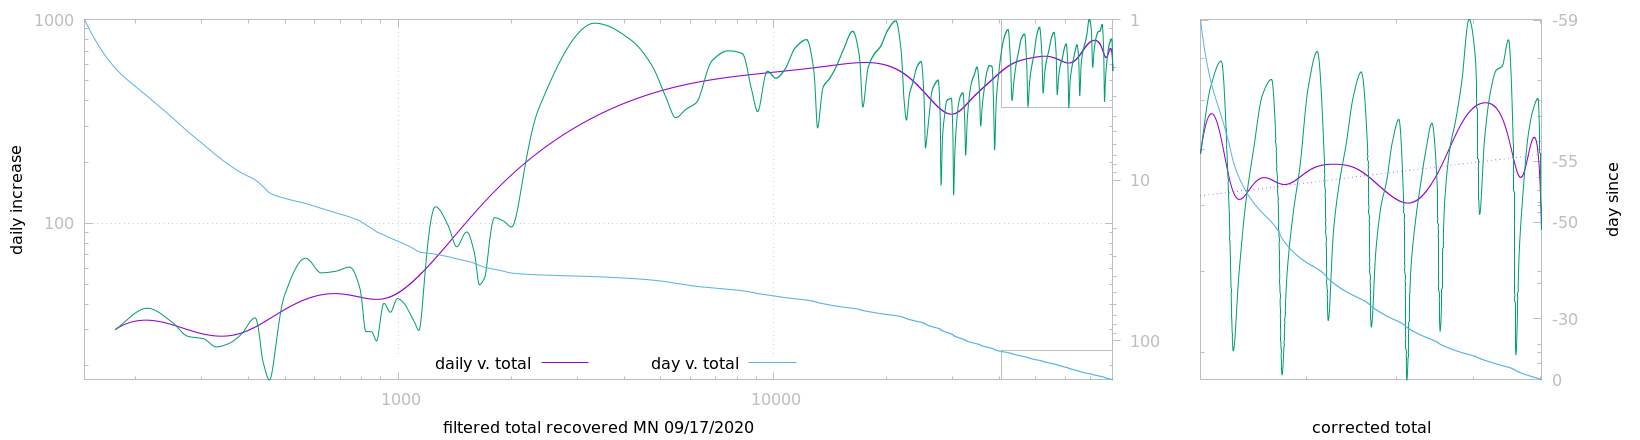 1000
100
daily increase
1000
10000
filtered total recovered MN 09/17/2020
daily v. total
day v. total
1
10
100
-59
-55
-50
-30
0
day since
corrected total